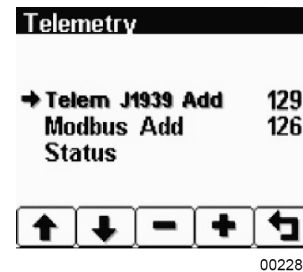 Telemetry
Telem J1939 Add 129
Modbus Add 126
Status
00228